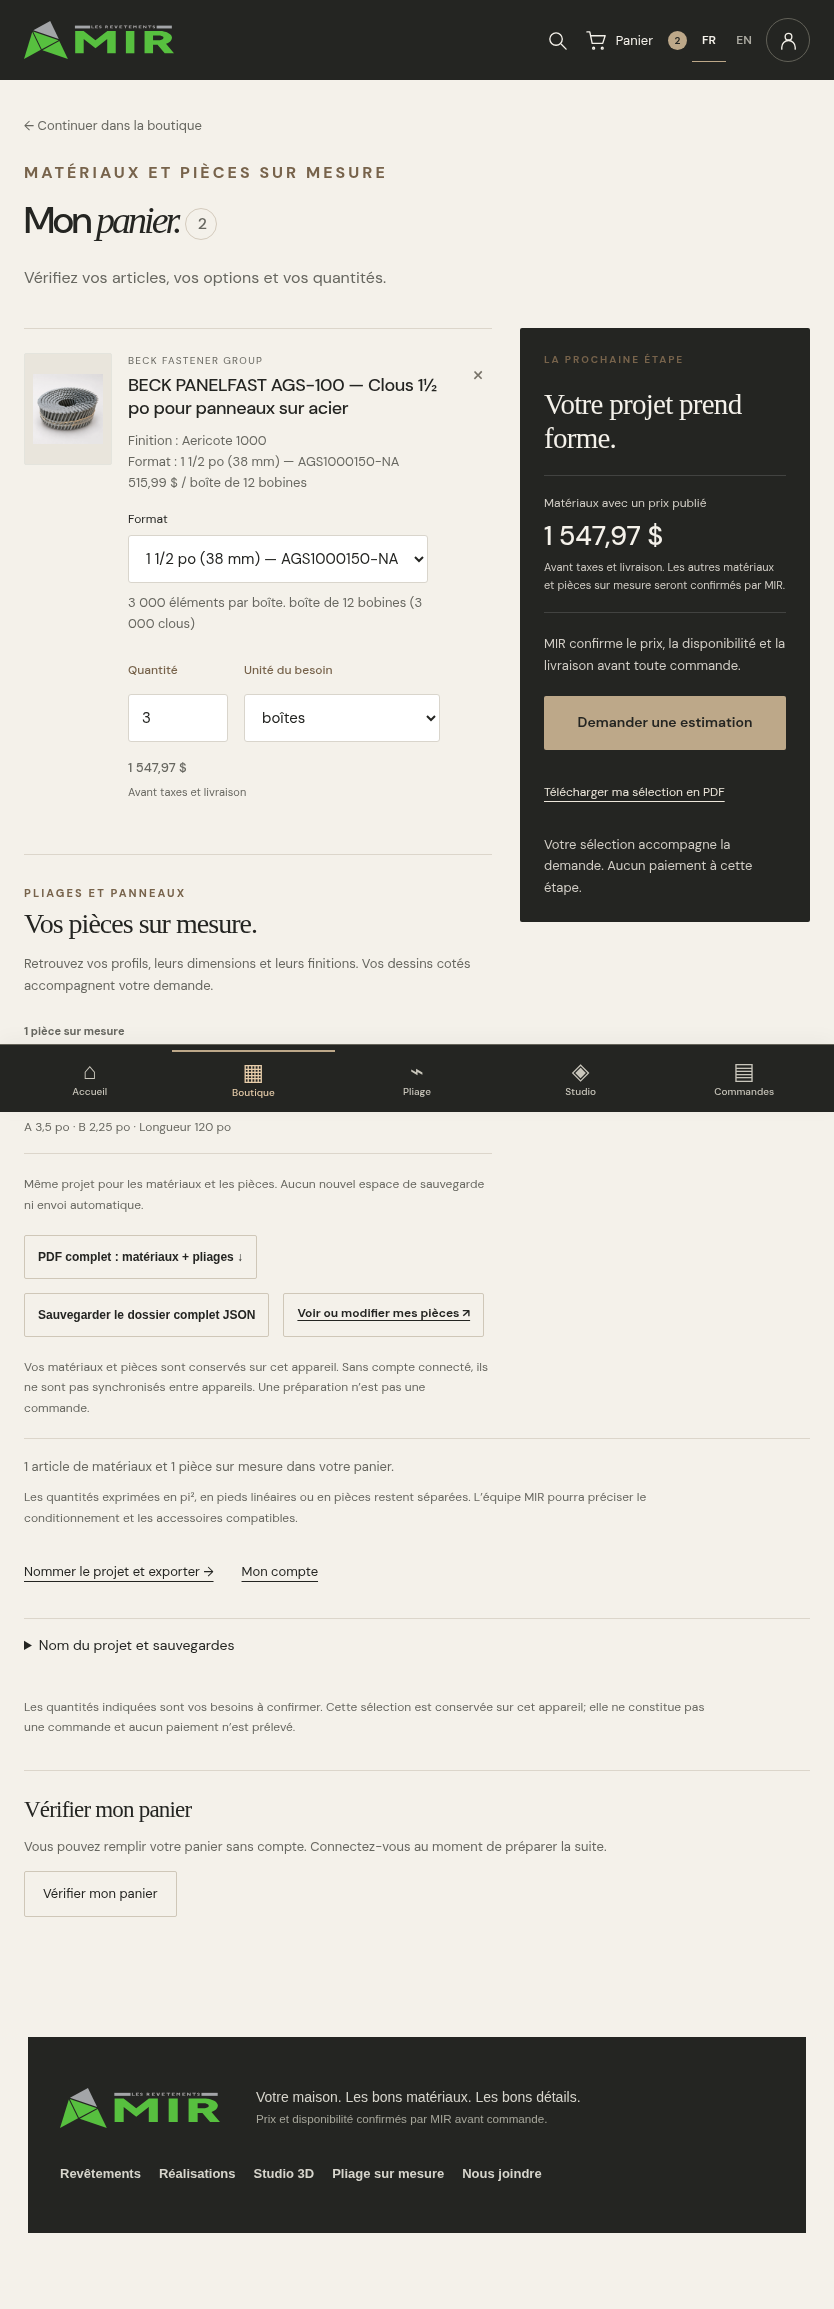 LES REVÊTEMENTS
MIR
Panier 2 FR EN
← Continuer dans la boutique
MATÉRIAUX ET PIÈCES SUR MESURE
Mon panier. 2
Vérifiez vos articles, vos options et vos quantités.
BECK FASTENER GROUP
BECK PANELFAST AGS-100 — Clous 1½
po pour panneaux sur acier
×
Finition : Aericote 1000
Format : 1 1/2 po (38 mm) — AGS1000150-NA
515,99 $ / boîte de 12 bobines
Format
1 1/2 po (38 mm) — AGS1000150-NA
3 000 éléments par boîte. boîte de 12 bobines (3
000 clous)
Quantité Unité du besoin
3 boîtes
1 547,97 $
Avant taxes et livraison
LA PROCHAINE ÉTAPE
Votre projet prend
forme.
Matériaux avec un prix publié
1 547,97 $
Avant taxes et livraison. Les autres matériaux
et pièces sur mesure seront confirmés par MIR.
MIR confirme le prix, la disponibilité et la
livraison avant toute commande.
Demander une estimation
Télécharger ma sélection en PDF
Votre sélection accompagne la
demande. Aucun paiement à cette
étape.
PLIAGES ET PANNEAUX
Vos pièces sur mesure.
Retrouvez vos profils, leurs dimensions et leurs finitions. Vos dessins cotés
accompagnent votre demande.
1 pièce sur mesure
Accueil Boutique Pliage Studio Commandes
A 3,5 po · B 2,25 po · Longueur 120 po
Même projet pour les matériaux et les pièces. Aucun nouvel espace de sauvegarde
ni envoi automatique.
PDF complet : matériaux + pliages ↓
Sauvegarder le dossier complet JSON Voir ou modifier mes pièces ↗
Vos matériaux et pièces sont conservés sur cet appareil. Sans compte connecté, ils
ne sont pas synchronisés entre appareils. Une préparation n’est pas une
commande.
1 article de matériaux et 1 pièce sur mesure dans votre panier.
Les quantités exprimées en pi², en pieds linéaires ou en pièces restent séparées. L’équipe MIR pourra préciser le
conditionnement et les accessoires compatibles.
Nommer le projet et exporter → Mon compte
▶ Nom du projet et sauvegardes
Les quantités indiquées sont vos besoins à confirmer. Cette sélection est conservée sur cet appareil; elle ne constitue pas
une commande et aucun paiement n’est prélevé.
Vérifier mon panier
Vous pouvez remplir votre panier sans compte. Connectez-vous au moment de préparer la suite.
Vérifier mon panier
LES REVÊTEMENTS
MIR
Votre maison. Les bons matériaux. Les bons détails.
Prix et disponibilité confirmés par MIR avant commande.
Revêtements Réalisations Studio 3D Pliage sur mesure Nous joindre